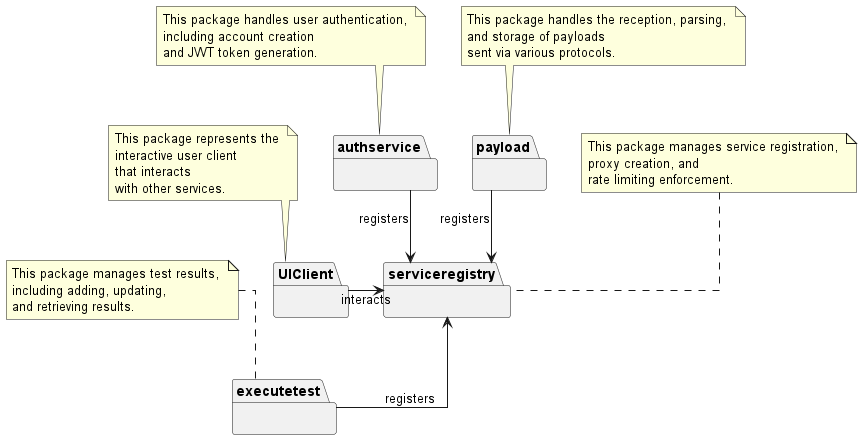 This package handles user authentication,
including account creation
and JWT token generation.
This package handles the reception, parsing,
and storage of payloads
sent via various protocols.
This package represents the
interactive user client
that interacts
with other services.
authservice
payload
This package manages service registration,
proxy creation, and
rate limiting enforcement.
registers
registers
This package manages test results,
including adding, updating,
and retrieving results.
UIClient
serviceregistry
interacts
executetest
registers